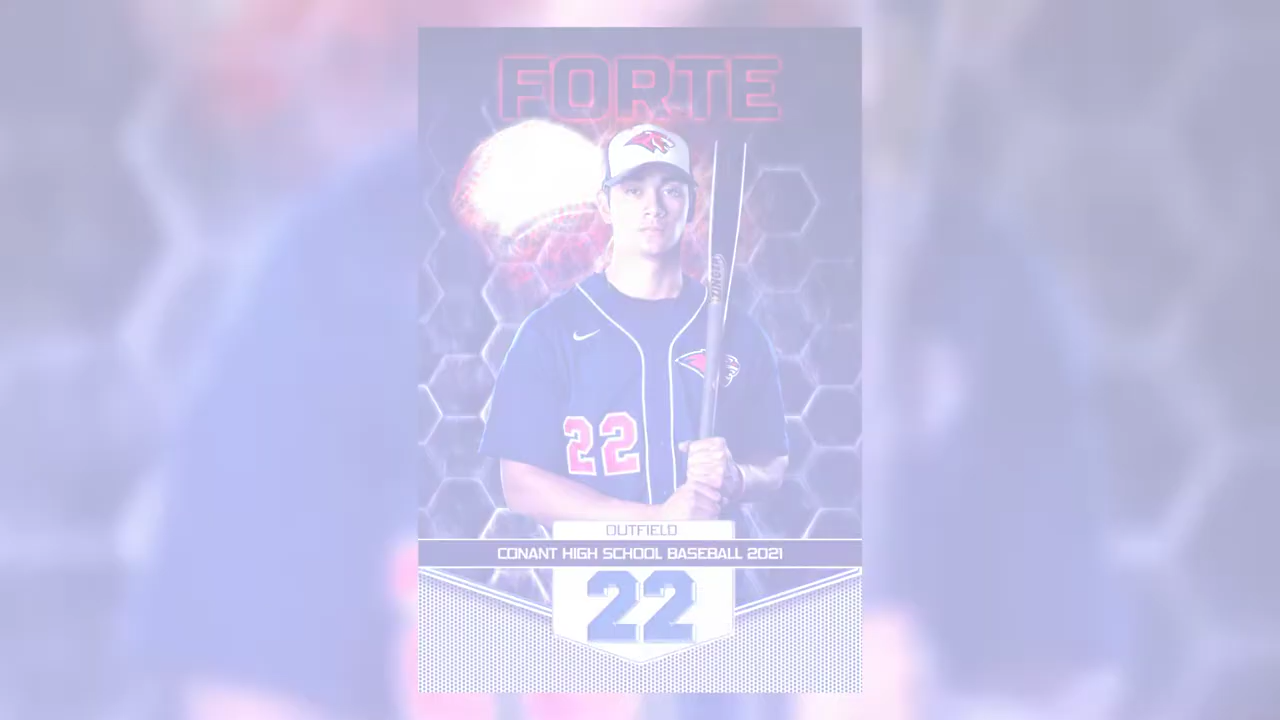 FORTE
22
OUTFIELD
CONANT HIGH SCHOOL BASEBALL 2021
22